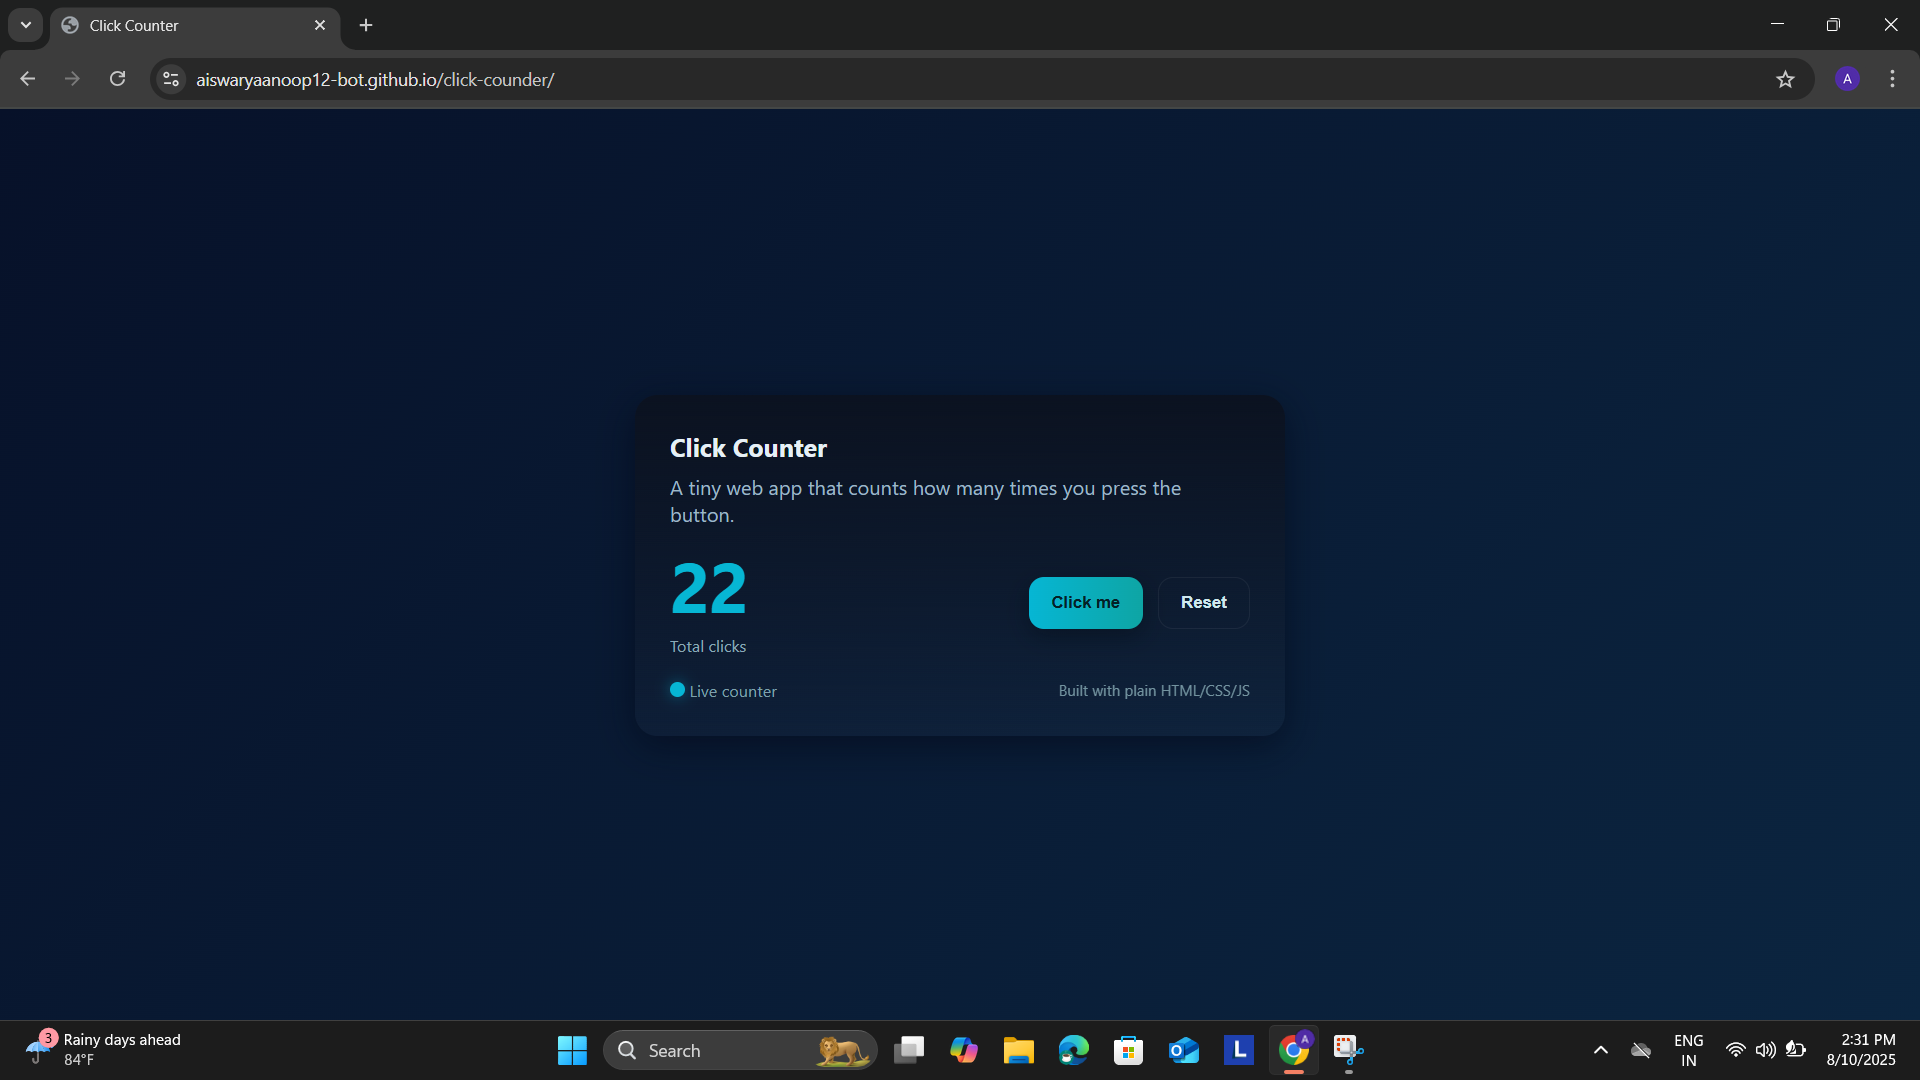 Click Counter
aiswaryaanoop12-bot.github.io/click-counder/
A
Click Counter
A tiny web app that counts how many times you press the
button.
22
Click me
Reset
Total clicks
Live counter
Built with plain HTML/CSS/JS
3
Rainy days ahead
84°F
Search
O
L
A
ENG
IN
2:31 PM
8/10/2025